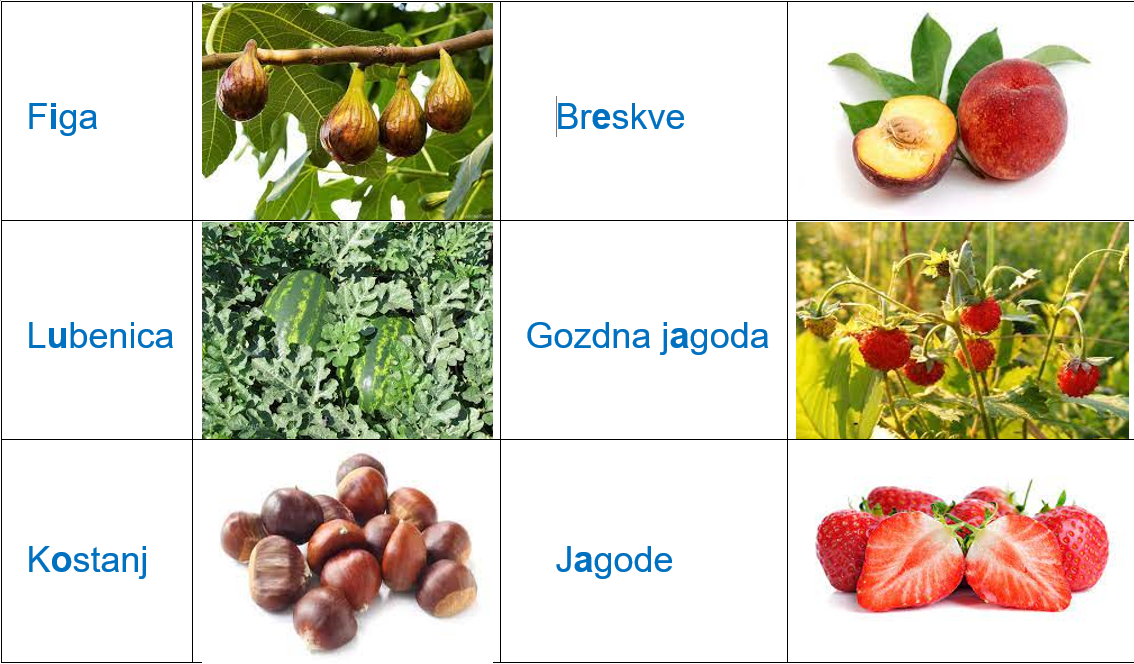 Figa
Breskve
Lubenica
Gozdna jagoda
Kostanj
Jagode